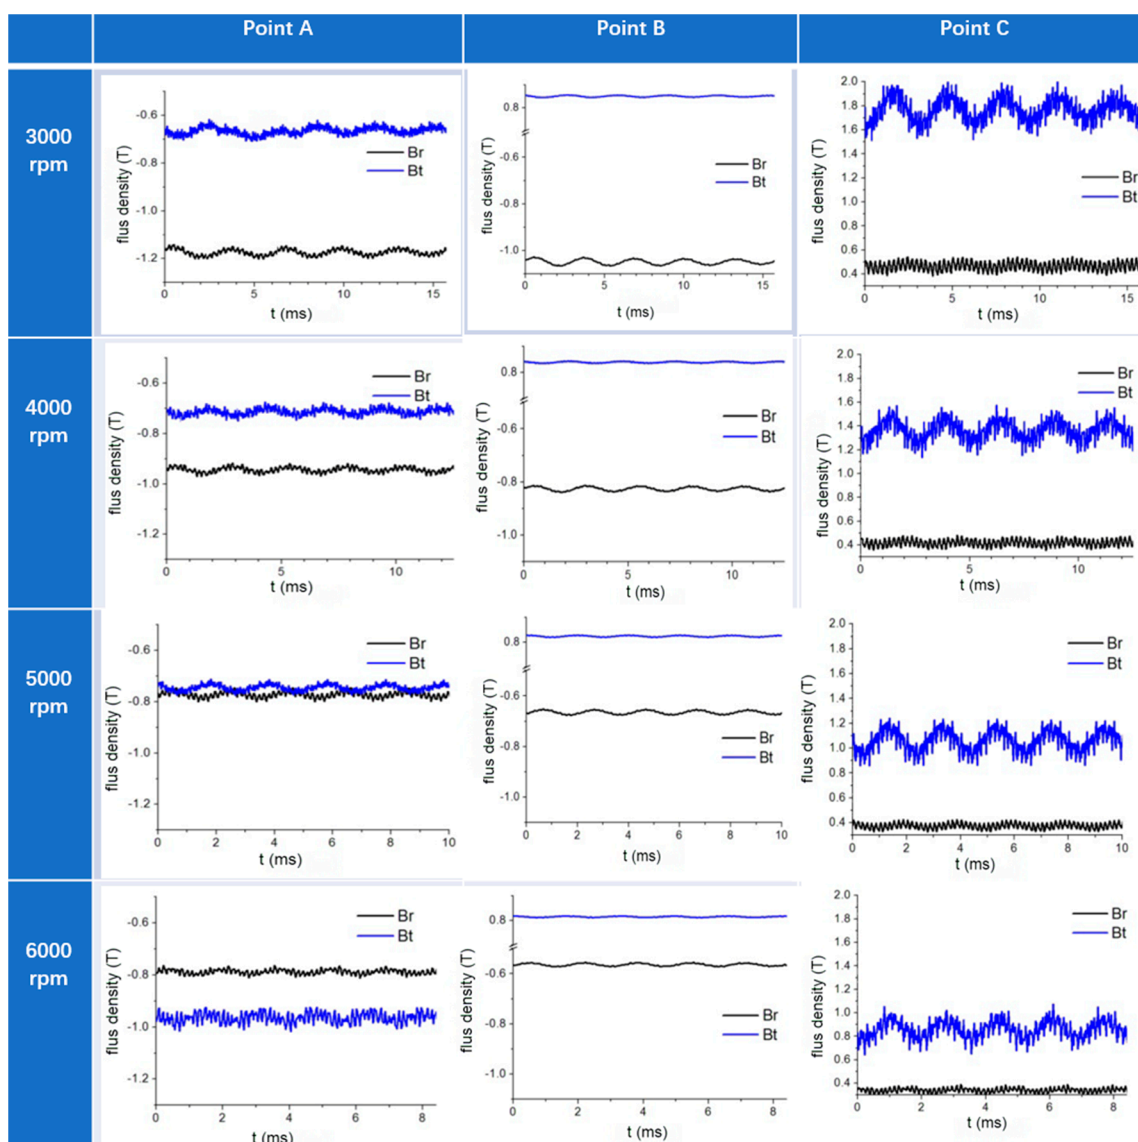 Point A
Point B
Point C
3000
rpm
flus density (T)
-0.6
-0.8
-1.0
-1.2
Br
Bt
0 5 10 15
t (ms)
flus density (T)
0.8
-0.6
-0.8
-1.0
Br
Bt
0 5 10 15
t (ms)
flus density (T)
2.0
1.8
1.6
1.4
1.2
1.0
0.8
0.6
0.4
Br
Bt
0 5 10 15
t (ms)
4000
rpm
flus density (T)
-0.6
-0.8
-1.0
-1.2
Br
Bt
0 5 10
t (ms)
flus density (T)
0.8
-0.6
-0.8
-1.0
Br
Bt
0 5 10
t (ms)
flus density (T)
2.0
1.8
1.6
1.4
1.2
1.0
0.8
0.6
0.4
Br
Bt
0 5 10
t (ms)
5000
rpm
flus density (T)
-0.6
-0.8
-1.0
-1.2
Br
Bt
0 2 4 6 8 10
t (ms)
flus density (T)
0.8
-0.6
-0.8
-1.0
Br
Bt
0 2 4 6 8 10
t (ms)
flus density (T)
2.0
1.8
1.6
1.4
1.2
1.0
0.8
0.6
0.4
Br
Bt
0 2 4 6 8 10
t (ms)
6000
rpm
flus density (T)
-0.6
-0.8
-1.0
-1.2
Br
Bt
0 2 4 6 8
t (ms)
flus density (T)
0.8
-0.6
-0.8
-1.0
Br
Bt
0 2 4 6 8
t (ms)
flus density (T)
2.0
1.8
1.6
1.4
1.2
1.0
0.8
0.6
0.4
Br
Bt
0 2 4 6 8
t (ms)